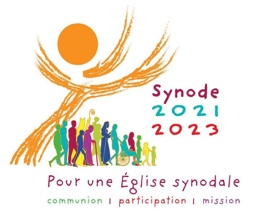 Synode
2021
2023
Pour une Église synodale
communion | participation | mission